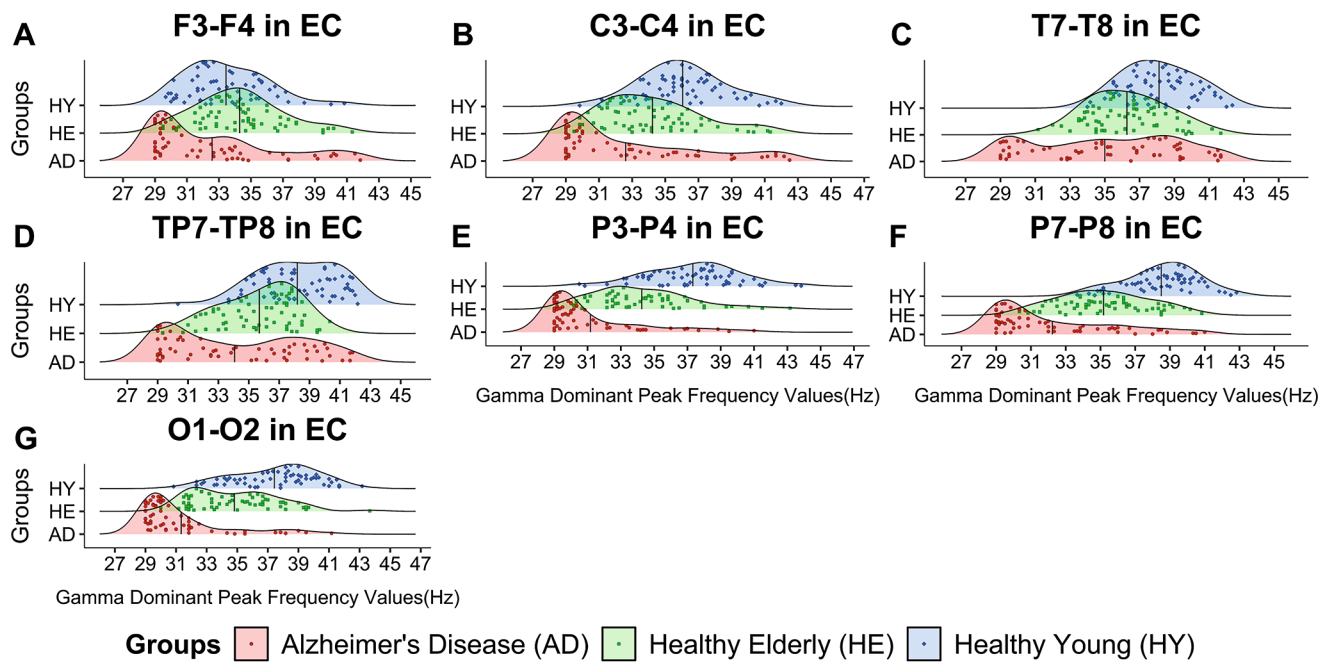 A F3-F4 in EC
Groups
HY
HE
AD
27 29 31 33 35 37 39 41 43 45
B C3-C4 in EC
HY
HE
AD
27 29 31 33 35 37 39 41 43 45
C T7-T8 in EC
HY
HE
AD
27 29 31 33 35 37 39 41 43 45
D TP7-TP8 in EC
Groups
HY
HE
AD
27 29 31 33 35 37 39 41 43 45
E P3-P4 in EC
HY
HE
AD
27 29 31 33 35 37 39 41 43 45 47
Gamma Dominant Peak Frequency Values(Hz)
F P7-P8 in EC
HY
HE
AD
27 29 31 33 35 37 39 41 43 45
Gamma Dominant Peak Frequency Values(Hz)
G O1-O2 in EC
Groups
HY
HE
AD
27 29 31 33 35 37 39 41 43 45 47
Gamma Dominant Peak Frequency Values(Hz)
Groups Alzheimer's Disease (AD) Healthy Elderly (HE) Healthy Young (HY)